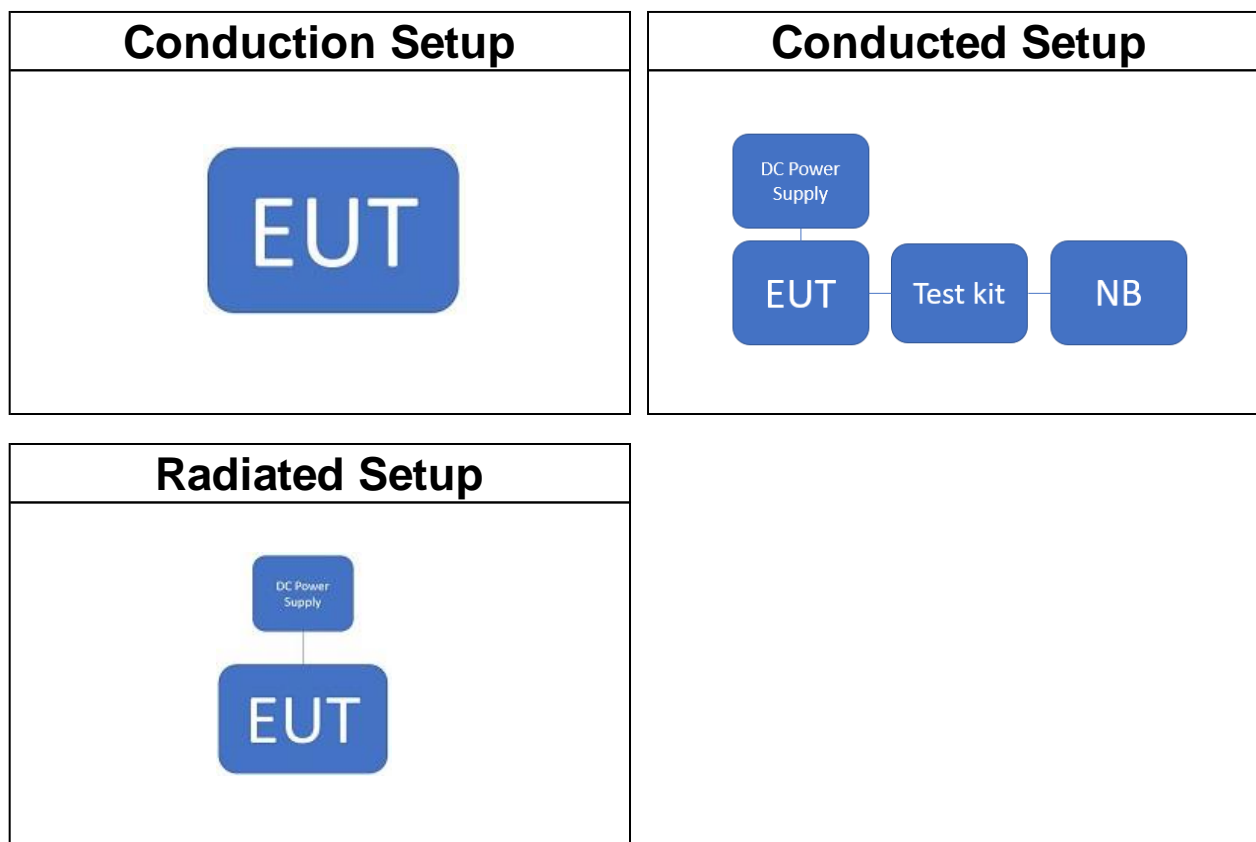 Conduction Setup
EUT
Conducted Setup
DC Power
Supply
EUT
Test kit
NB
Radiated Setup
DC Power
Supply
EUT